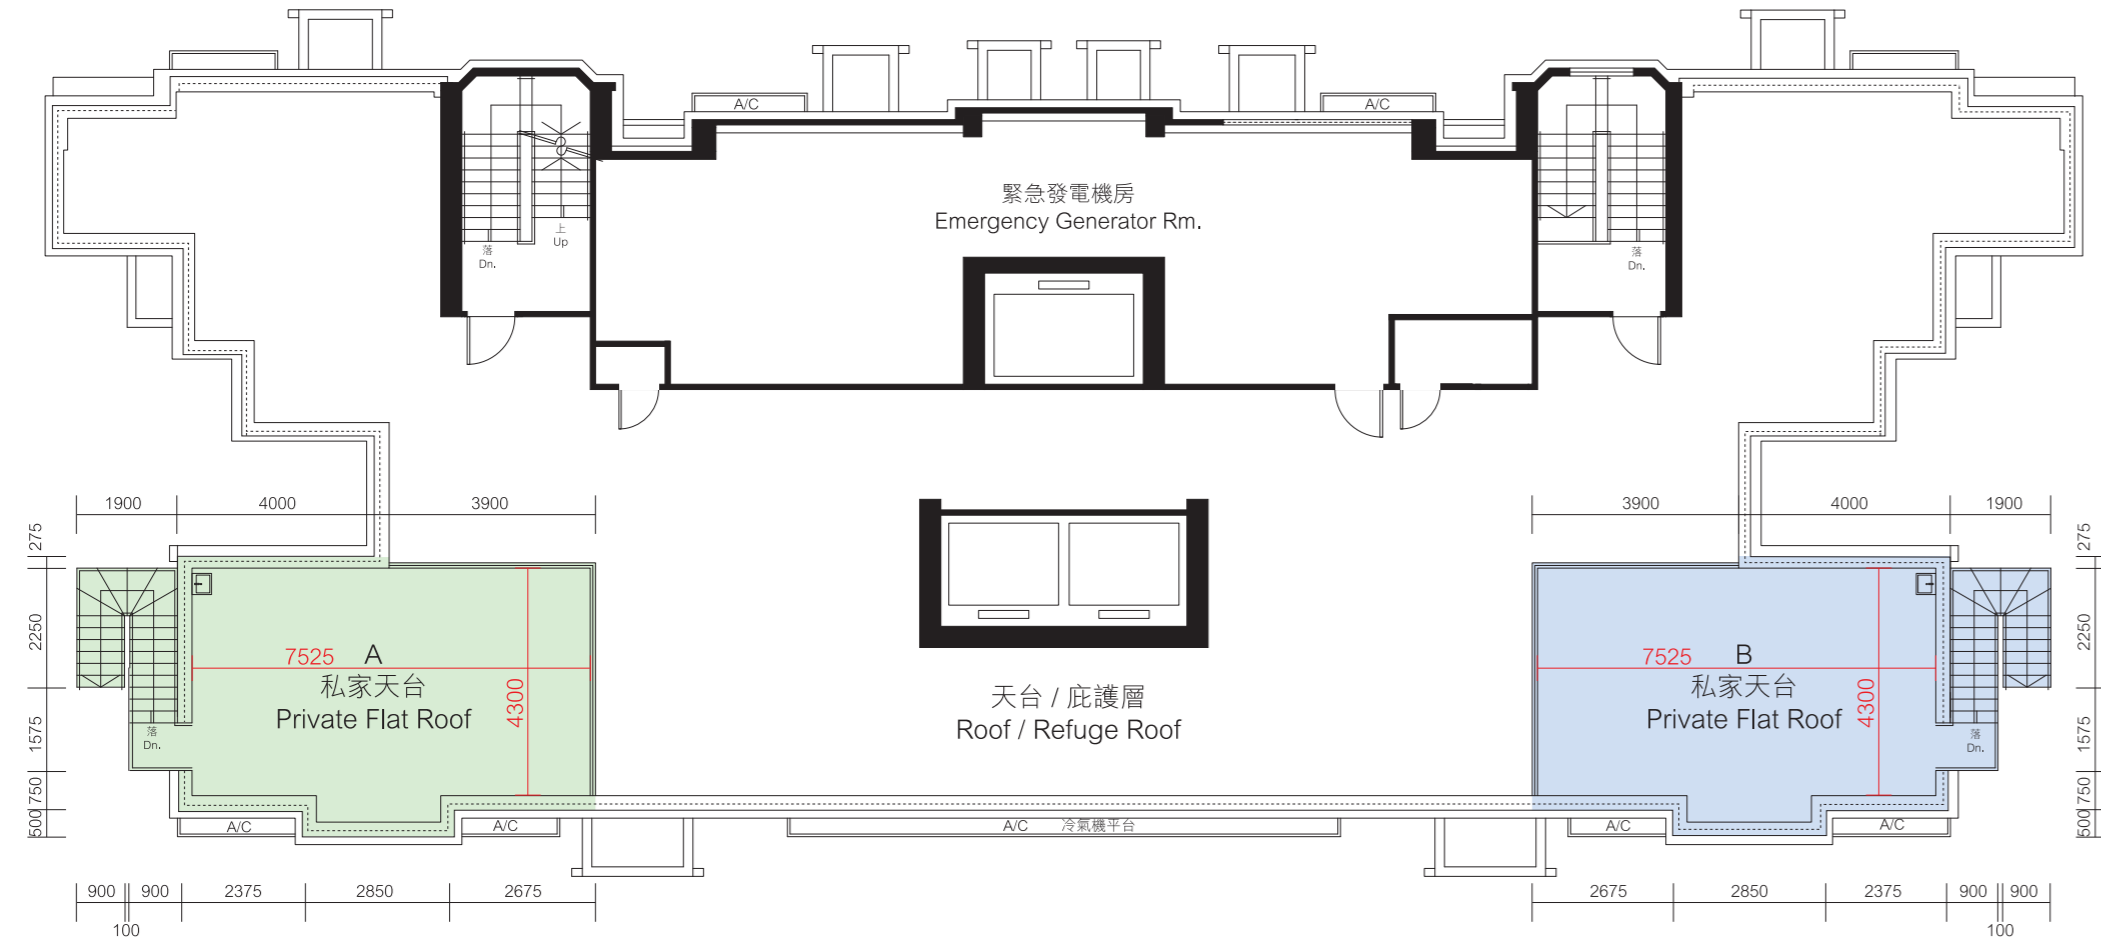 A/C
A/C
緊急發電機房
Emergency Generator Rm.
上
Up
落
Dn.
落
Dn.
1900
4000
3900
3900
4000
1900
275
2250
1575
750
500
275
2250
1575
750
500
7525
A
私家天台
Private Flat Roof
4300
落
Dn.
天台 / 庇護層
Roof / Refuge Roof
7525
B
私家天台
Private Flat Roof
4300
落
Dn.
A/C
A/C
A/C 冷氣機平台
A/C
A/C
900
900
2375
2850
2675
100
2675
2850
2375
900
900
100